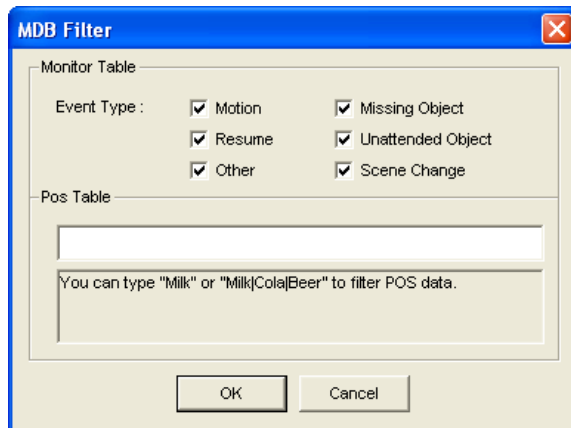 MDB Filter
Monitor Table
Event Type : Motion Missing Object
Resume Unattended Object
Other Scene Change
Pos Table
You can type "Milk" or "Milk|Cola|Beer" to filter POS data.
OK Cancel